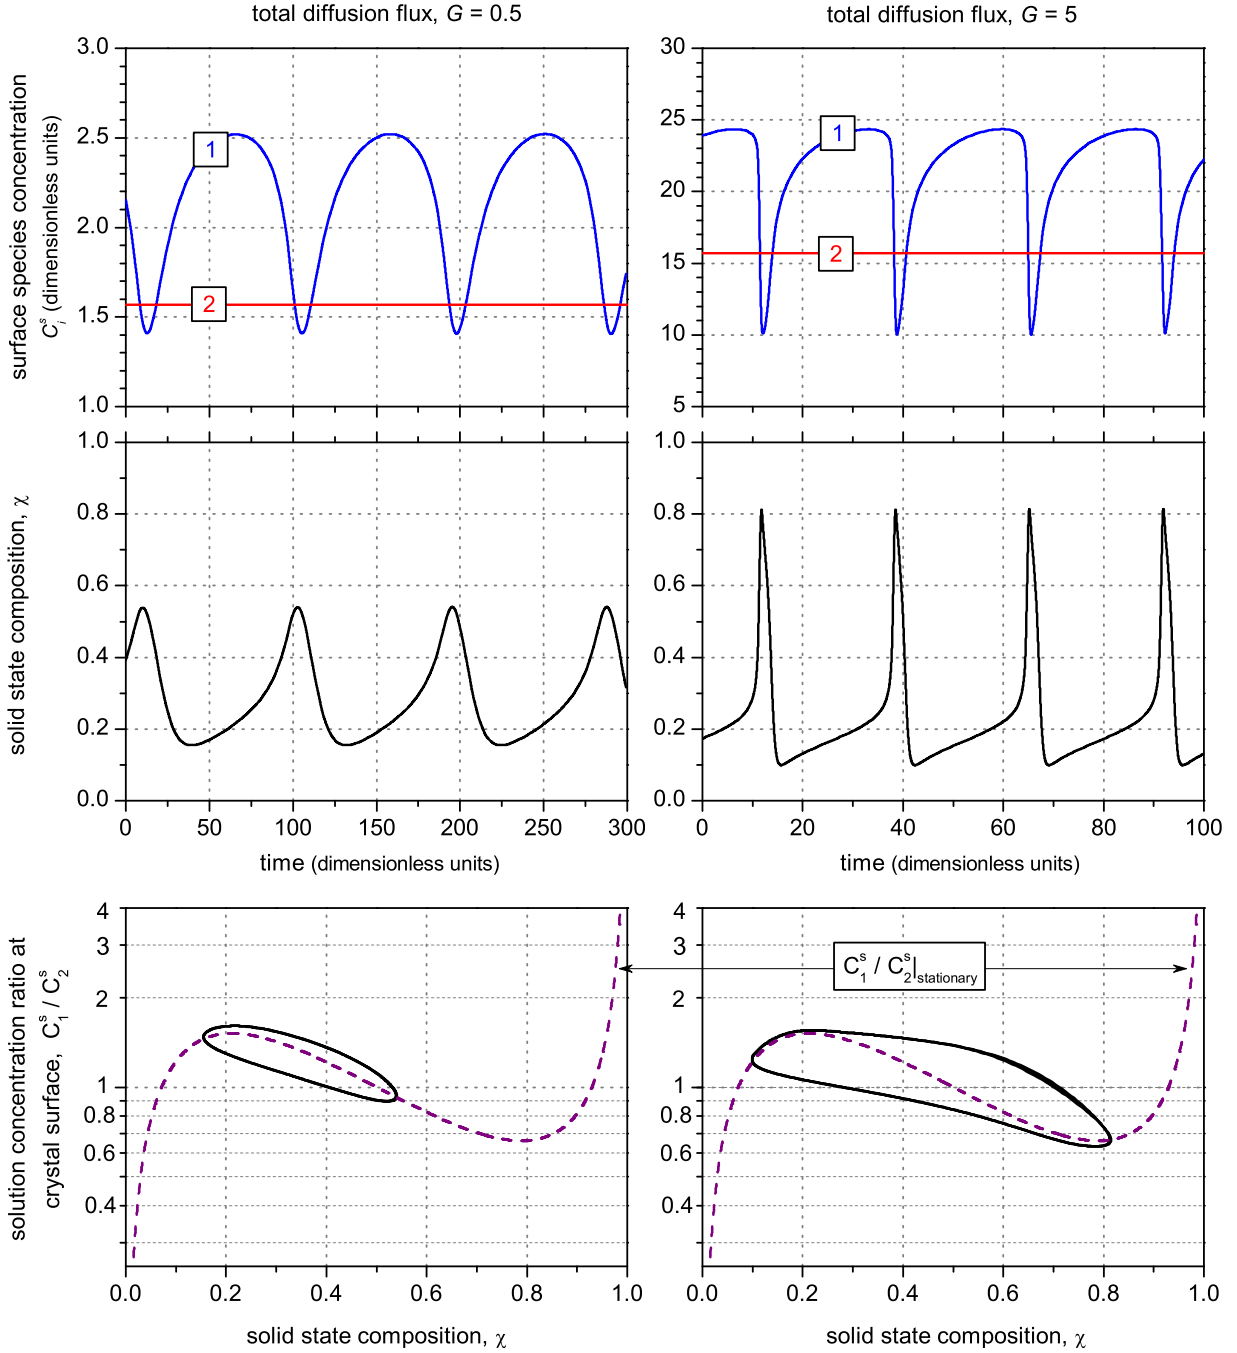 total diffusion flux, G = 0.5
total diffusion flux, G = 5
surface species concentration
Cᵢˢ (dimensionless units)
3.0
2.5
2.0
1.5
1.0
1
2
30
25
20
15
10
5
1
2
solid state composition, χ
1.0
0.8
0.6
0.4
0.2
0.0
0 50 100 150 200 250 300
time (dimensionless units)
1.0
0.8
0.6
0.4
0.2
0.0
0 20 40 60 80 100
time (dimensionless units)
solution concentration ratio at
crystal surface, C₁ˢ / C₂ˢ
4
3
2
1
0.8
0.6
0.4
0.0 0.2 0.4 0.6 0.8 1.0
solid state composition, χ
C₁ˢ / C₂ˢ|stationary
4
3
2
1
0.8
0.6
0.4
0.0 0.2 0.4 0.6 0.8 1.0
solid state composition, χ